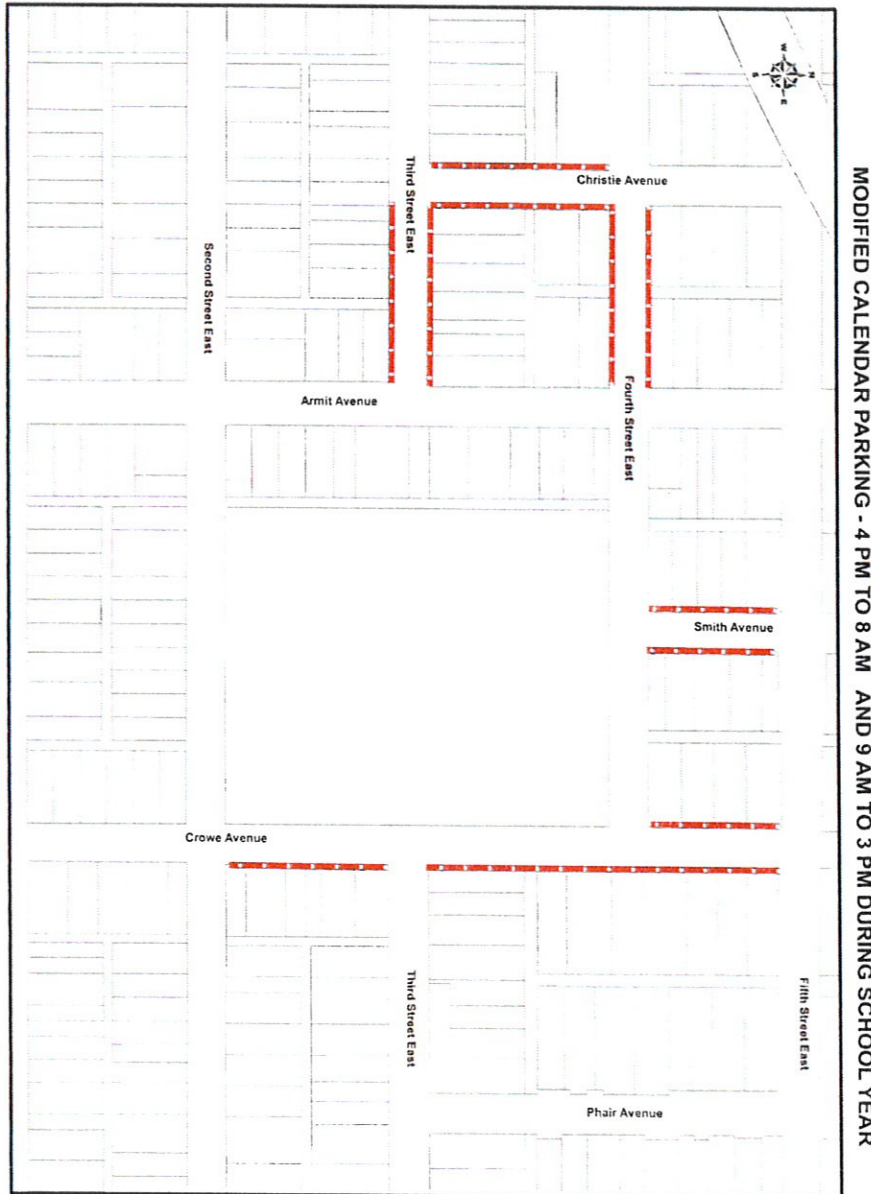 MODIFIED CALENDAR PARKING - 4 PM TO 8 AM AND 9 AM TO 3 PM DURING SCHOOL YEAR
N
W
E
S
Christie Avenue
Third Street East
Second Street East
Armit Avenue
Fourth Street East
Smith Avenue
Crowe Avenue
Third Street East
Fifth Street East
Phair Avenue